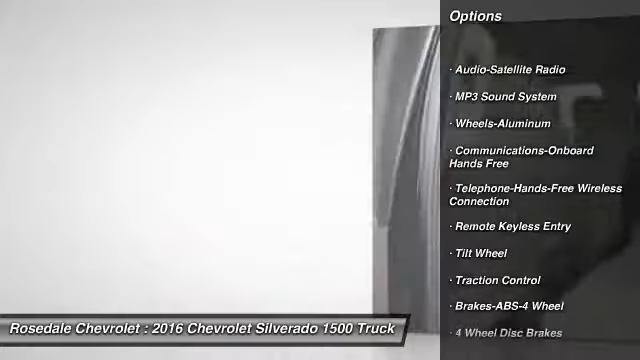 Options
· Audio-Satellite Radio
· MP3 Sound System
· Wheels-Aluminum
· Communications-Onboard
Hands Free
· Telephone-Hands-Free Wireless
Connection
· Remote Keyless Entry
· Tilt Wheel
· Traction Control
· Brakes-ABS-4 Wheel
· 4 Wheel Disc Brakes
Rosedale Chevrolet : 2016 Chevrolet Silverado 1500 Truck